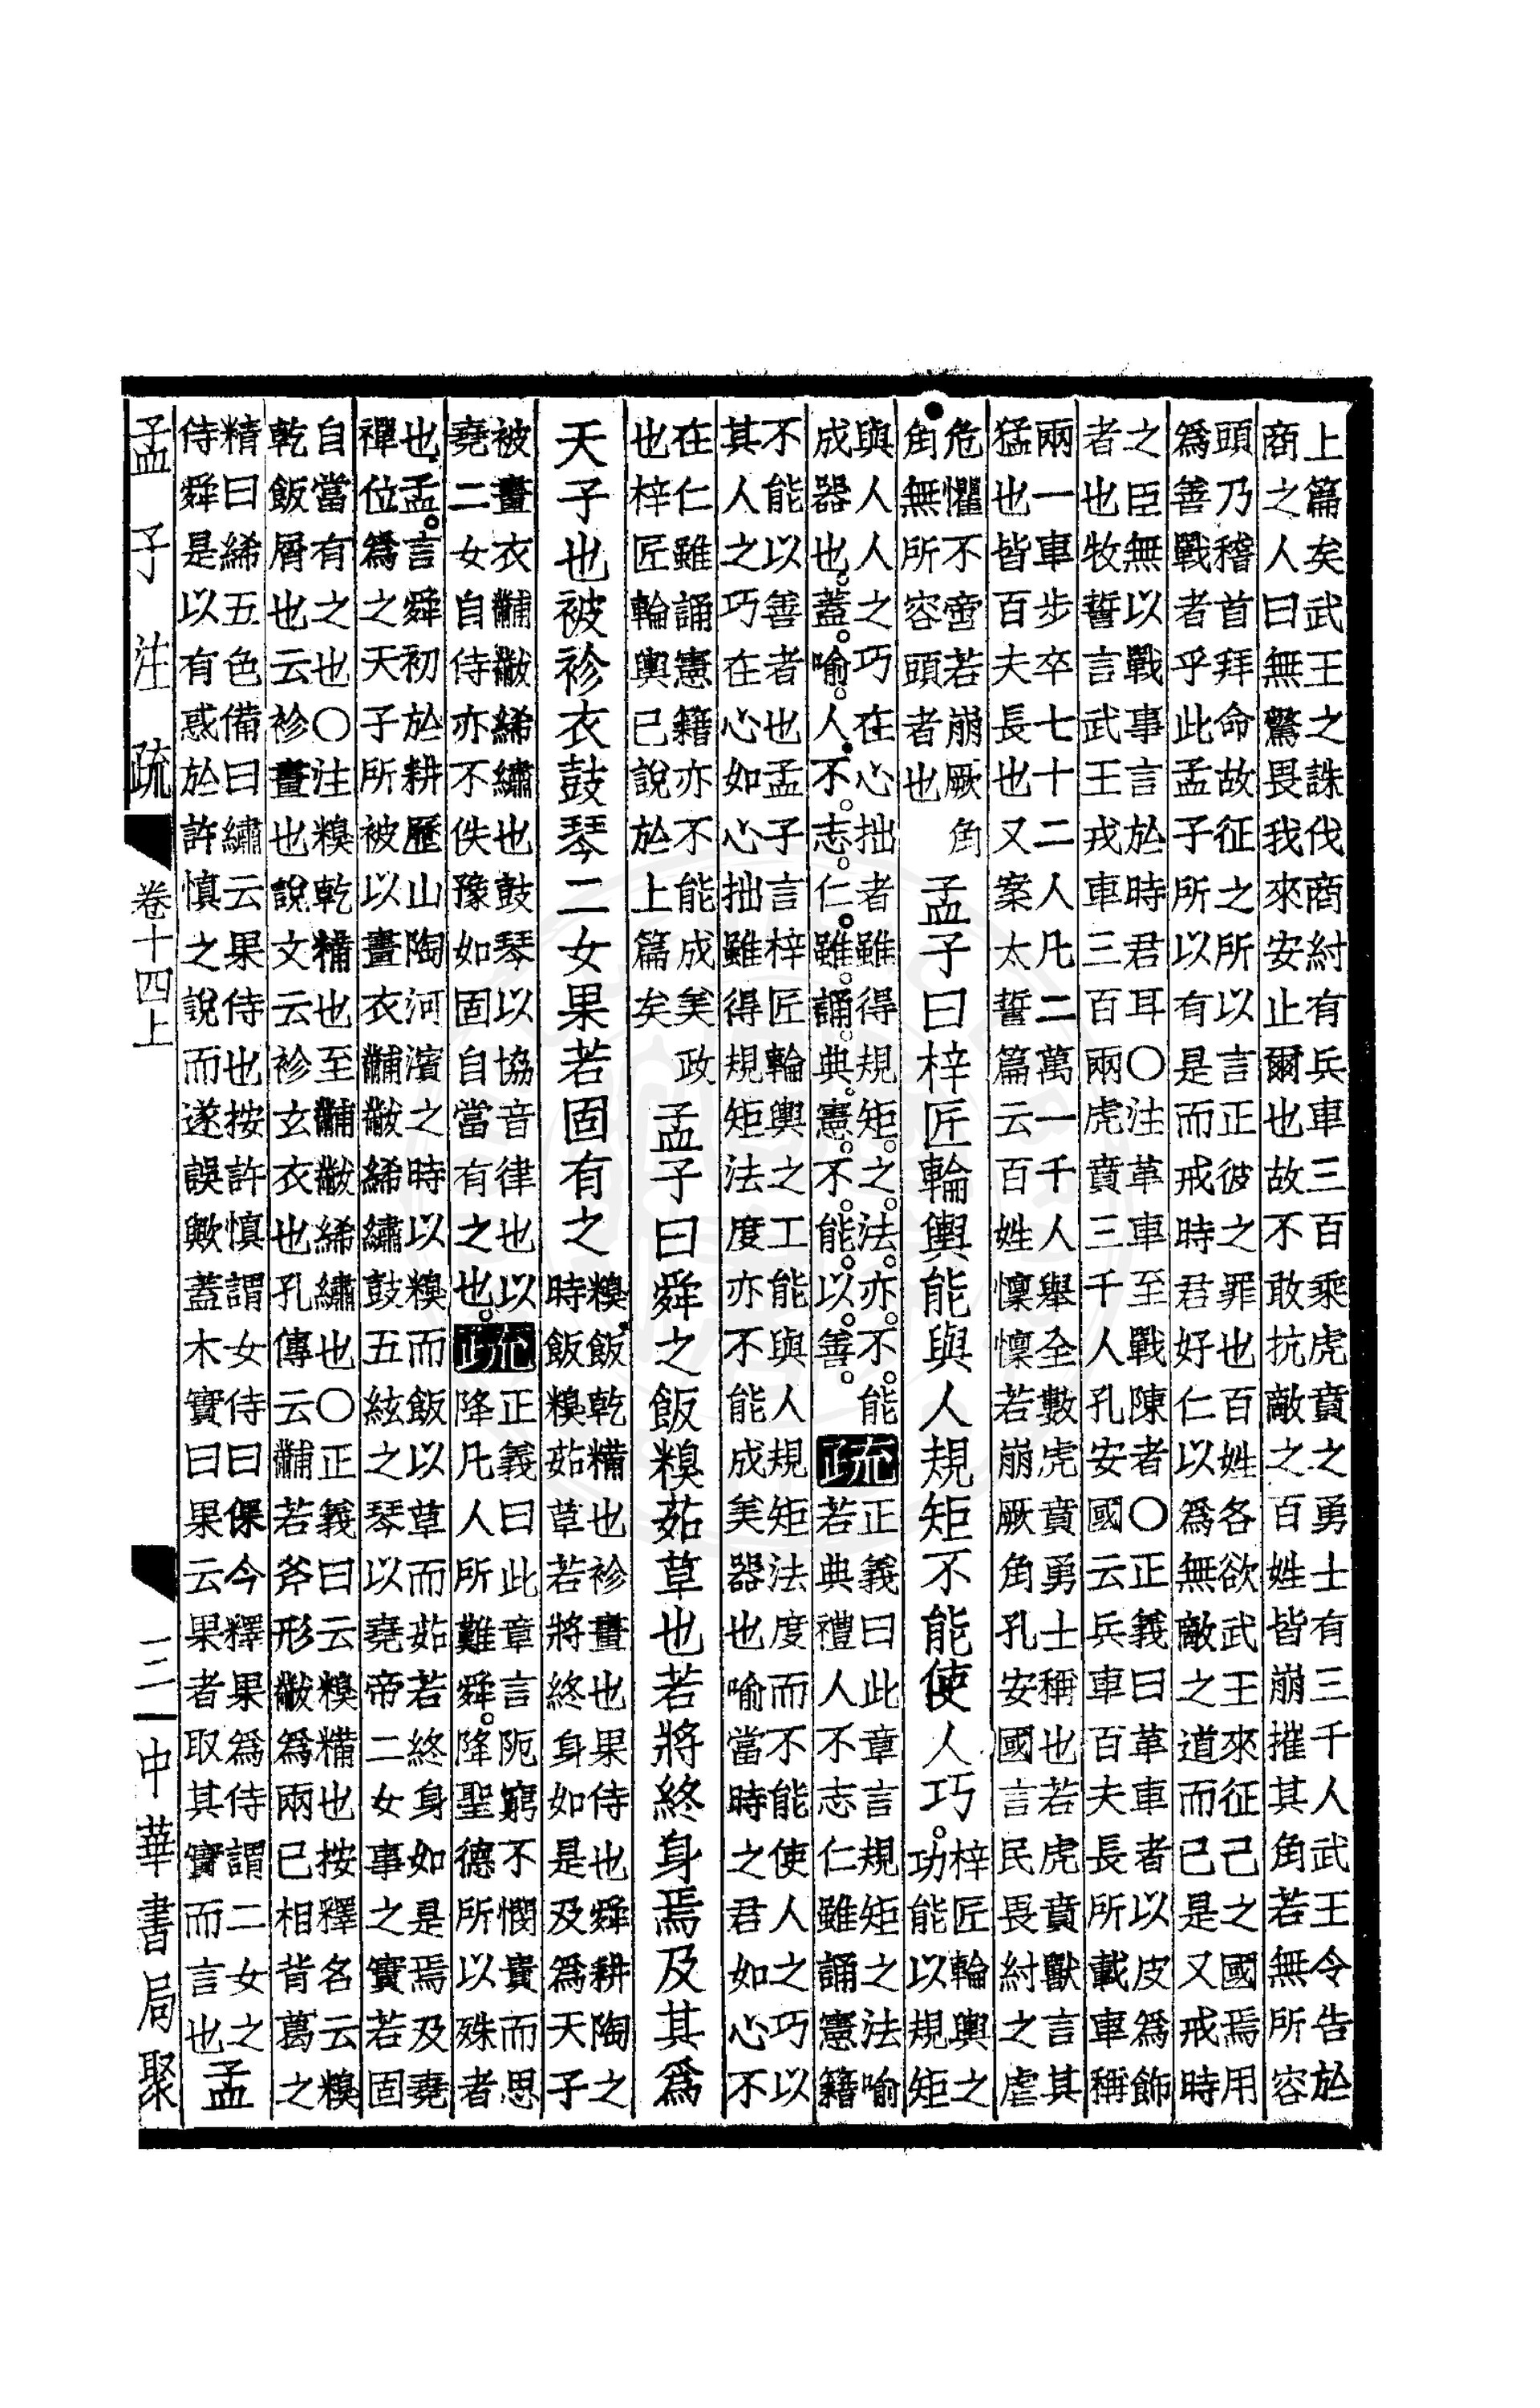 上篇矣武王之誅伐商紂有兵車三百乘虎賁之勇士有三千人武王令告於
商之人曰無驚畏我來安止爾也故不敢抗敵之百姓皆崩摧其角若無所容
頭乃稽首拜命故征之所以言正彼之罪也百姓各欲武王來征己之國焉用
爲善戰者乎此孟子所以有是而戒時君好仁以爲無敵之道而已是又戒時
之臣無以戰事言於時君耳○注革車至戰陳者○正義曰革車者以皮爲飾
者也牧誓言武王戎車三百兩虎賁三千人孔安國云兵車百夫長所載車稱
兩一車步卒七十二人凡二萬一千人舉全數虎賁勇士稱也若虎賁獸言其
猛也皆百夫長也又案太誓篇云百姓懍懍若崩厥角孔安國言民畏紂之虐
危懼不啻若崩厥角
角無所容頭者也
孟子曰梓匠輪輿能與人規矩不能使人巧
梓匠輪輿之
功能以規矩
與人人之巧在心拙者雖得規矩之法亦不能
成器也蓋喻人不志仁雖誦典憲不能以善
疏
正義曰此章言規矩之法喻
若典禮人不志仁雖誦憲籍
不能以善者也孟子言梓匠輪輿之工能與人規矩法度而不能使人之巧以
其人之巧在心如心拙雖得規矩法度亦不能成美器也喻當時之君如心不
在仁雖誦憲籍亦不能成美政
也梓匠輪輿已說於上篇矣
孟子曰舜之飯糗茹草也若將終身焉及其爲
天子也被袗衣鼓琴二女果若固有之
糗飯乾糒也袗畫也果侍也舜耕陶之
時飯糗茹草若將終身如是及爲天子
被畫衣黼黻絺繡也鼓琴以協音律也以
堯二女自侍亦不佚豫如固自當有之也
疏
正義曰此章言阨窮不憫貴而思
降凡人所難舜降聖德所以殊者
也孟言舜初於耕歷山陶河濱之時以糗而飯以草而茹若終身如是焉及堯
禪位爲之天子所被以畫衣黼黻絺繡鼓五絃之琴以堯帝二女事之實若固
自當有之也○注糗乾糒也至黼黻絺繡也○正義曰云糗糒也按釋名云糗
乾飯屑也云袗畫也說文云袗玄衣也孔傳云黼若斧形黻爲兩已相背葛之
精曰絺五色備曰繡云果侍也按許慎謂女侍曰倮今釋果爲侍謂二女之
侍舜是以有惑於許慎之說而遂誤歟蓋木實曰果云果者取其實而言也
孟
孟子注疏 卷十四上 三 中華書局聚